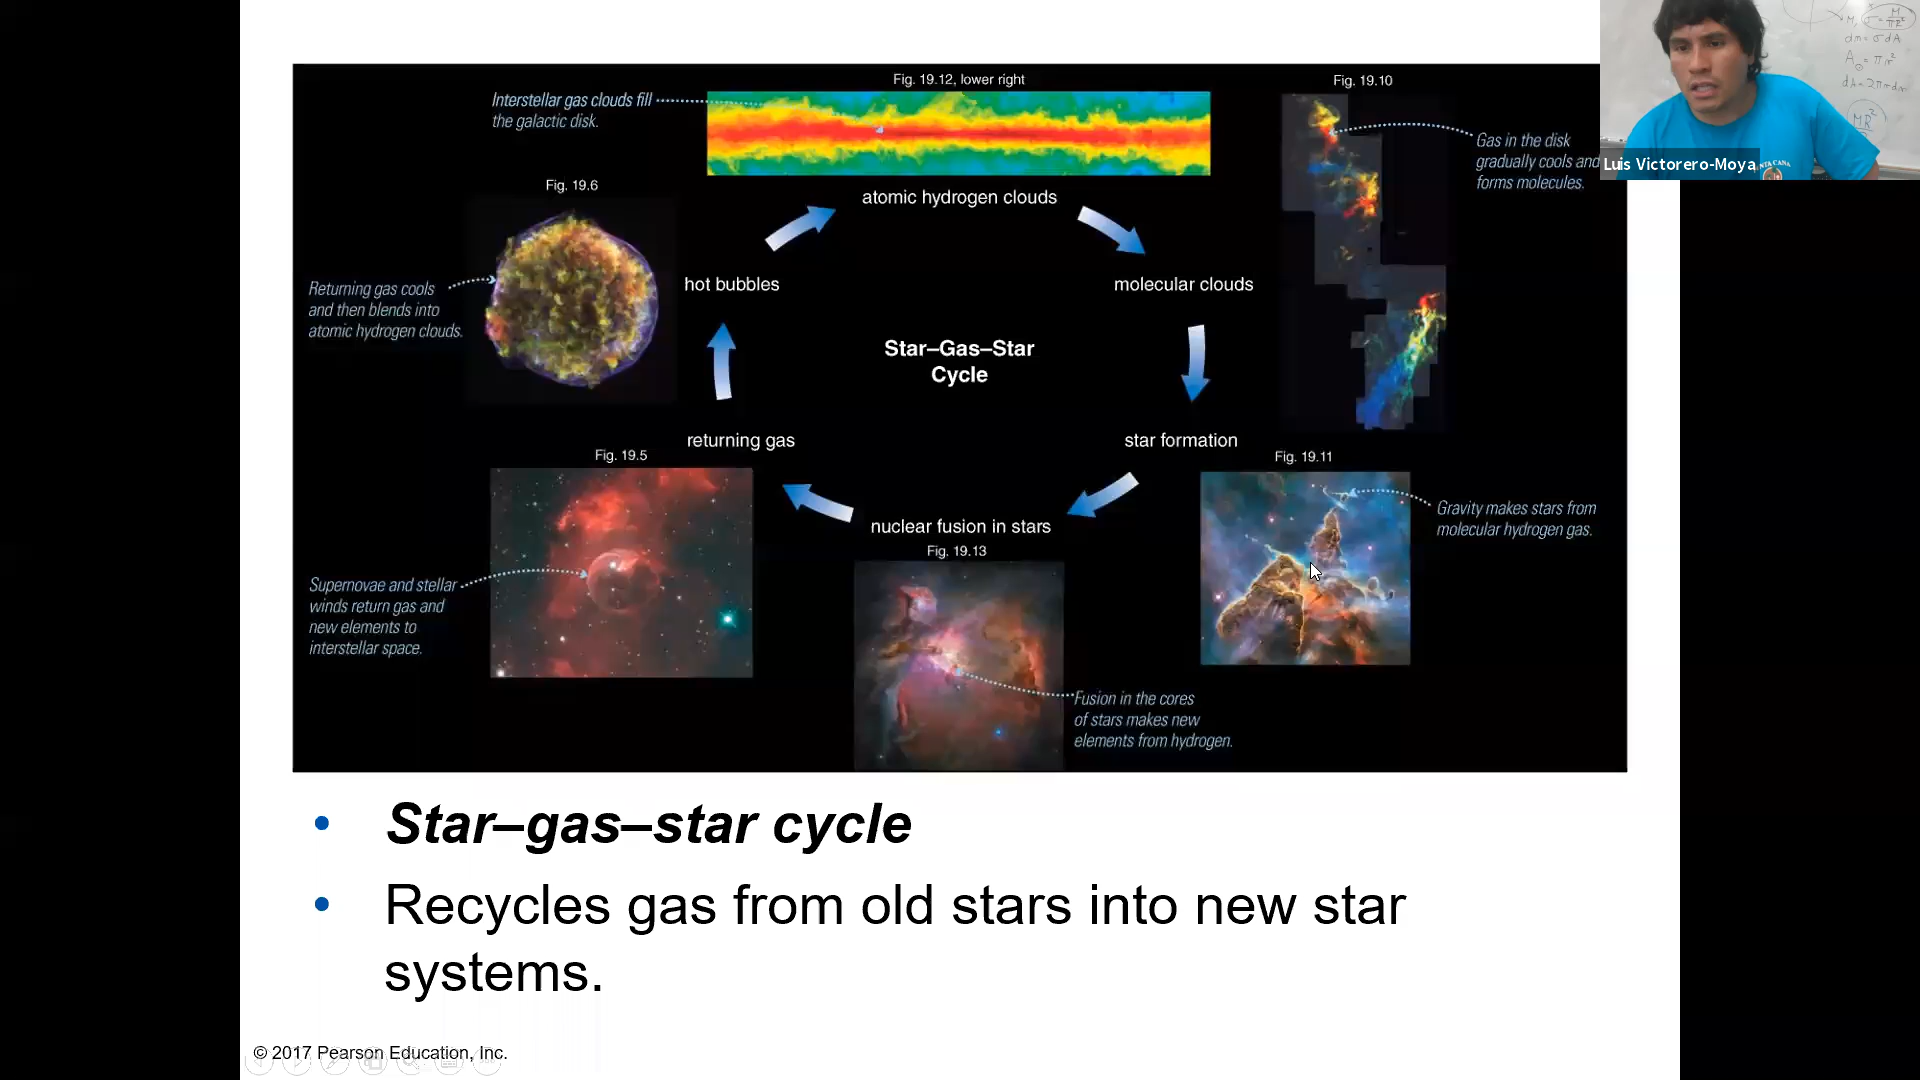 Fig. 19.12, lower right
Fig. 19.10
Interstellar gas clouds fill
the galactic disk.
Gas in the disk
gradually cools and
forms molecules.
Luis Victorero-Moya
Fig. 19.6
atomic hydrogen clouds
hot bubbles
molecular clouds
Returning gas cools
and then blends into
atomic hydrogen clouds.
Star–Gas–Star
Cycle
returning gas
star formation
Fig. 19.5
Fig. 19.11
Gravity makes stars from
molecular hydrogen gas.
nuclear fusion in stars
Fig. 19.13
Supernovae and stellar
winds return gas and
new elements to
interstellar space.
Fusion in the cores
of stars makes new
elements from hydrogen.
• Star–gas–star cycle
• Recycles gas from old stars into new star
systems.
© 2017 Pearson Education, Inc.